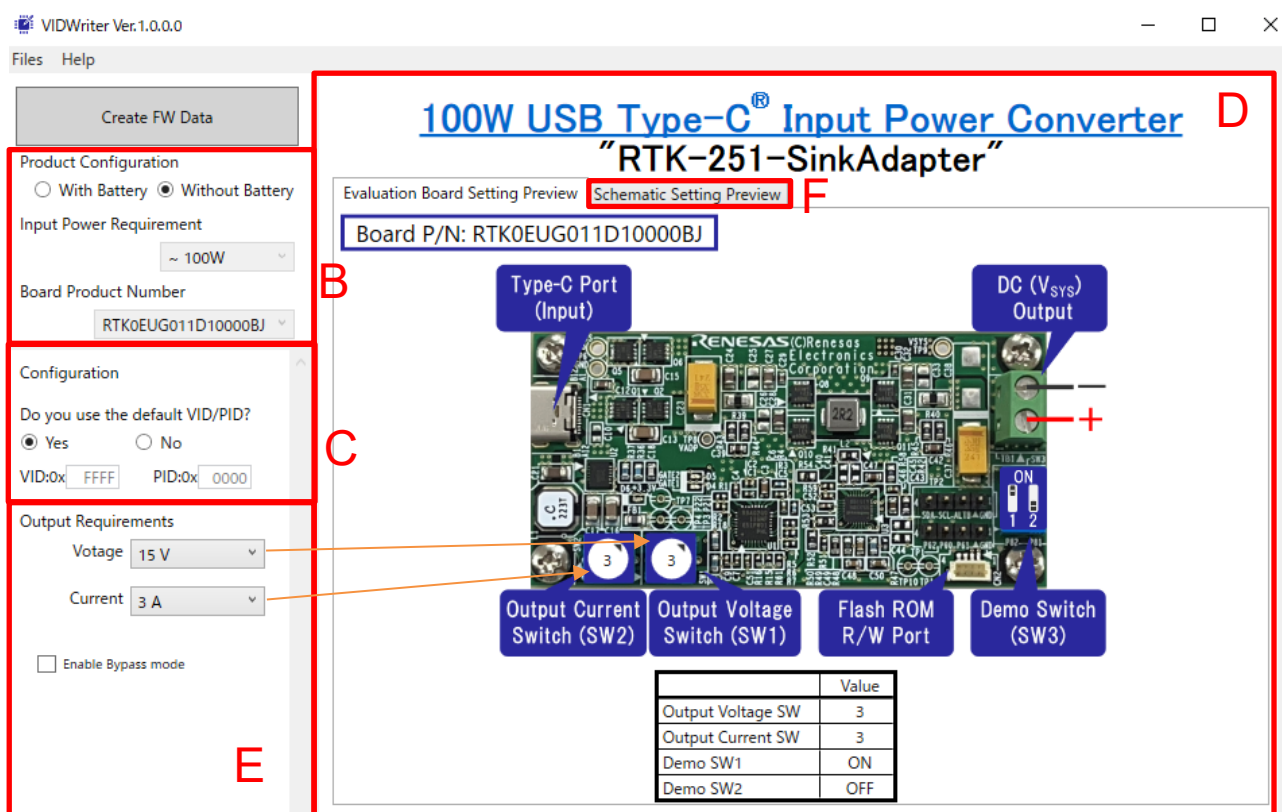 VIDWriter Ver.1.0.0.0
Files Help
Create FW Data
Product Configuration
With Battery Without Battery
Input Power Requirement
~ 100W
Board Product Number
RTK0EUG011D10000BJ
B
Configuration
Do you use the default VID/PID?
Yes No
VID:0x FFFF PID:0x 0000
C
Output Requirements
Votage 15 V
Current 3 A
Enable Bypass mode
E
D
100W USB Type-C® Input Power Converter
"RTK-251-SinkAdapter"
Evaluation Board Setting Preview Schematic Setting Preview
F
Board P/N: RTK0EUG011D10000BJ
Type-C Port
(Input)
DC (VSYS)
Output
RENESAS (C)Renesas
Electronics
Corporation
2R2
− +
ON
1 2
3 3
Output Current
Switch (SW2)
Output Voltage
Switch (SW1)
Flash ROM
R/W Port
Demo Switch
(SW3)
Value
Output Voltage SW 3
Output Current SW 3
Demo SW1 ON
Demo SW2 OFF